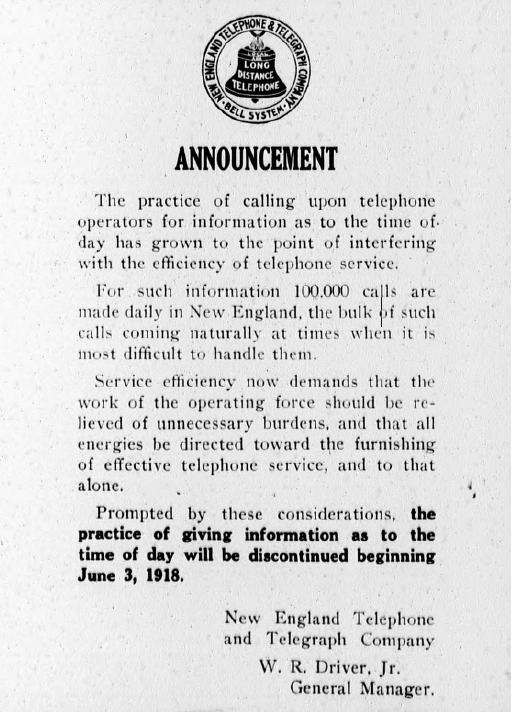 NEW ENGLAND TELEPHONE & TELEGRAPH COMPANY
BELL SYSTEM
LONG
DISTANCE
TELEPHONE
ANNOUNCEMENT
The practice of calling upon telephone
operators for information as to the time of
day has grown to the point of interfering
with the efficiency of telephone service.
For such information 100,000 calls are
made daily in New England, the bulk of such
calls coming naturally at times when it is
most difficult to handle them.
Service efficiency now demands that the
work of the operating force should be re-
lieved of unnecessary burdens, and that all
energies be directed toward the furnishing
of effective telephone service, and to that
alone.
Prompted by these considerations, the
practice of giving information as to the
time of day will be discontinued beginning
June 3, 1918.
New England Telephone
and Telegraph Company
W. R. Driver, Jr.
General Manager.